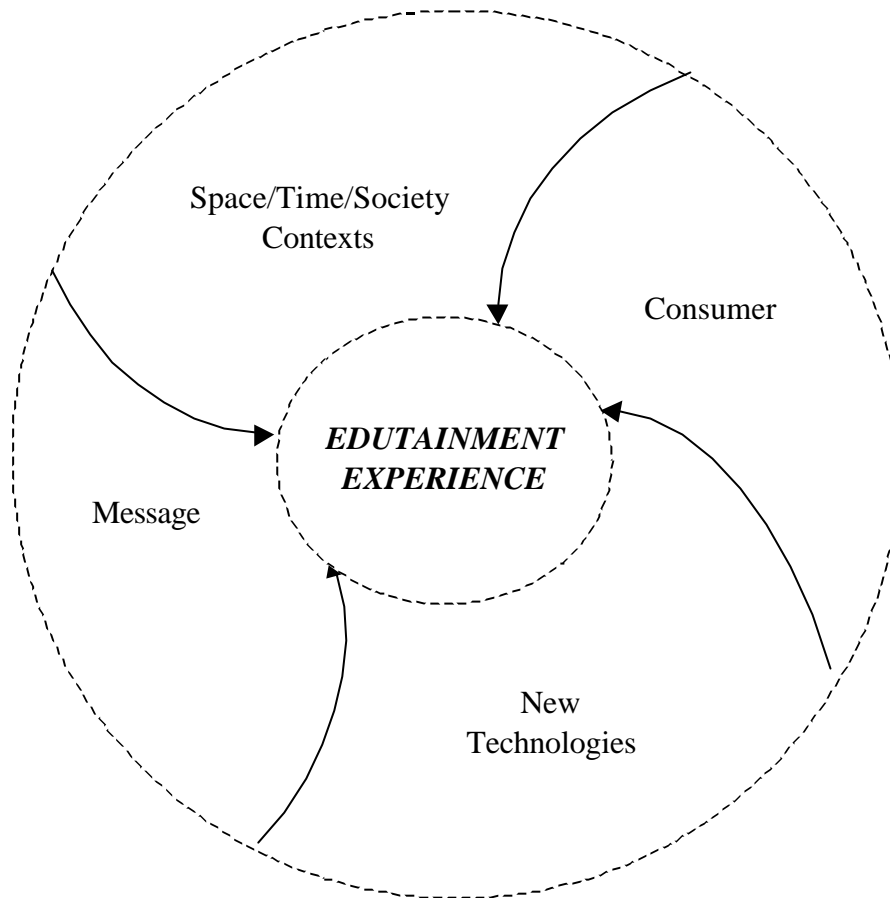 Space/Time/Society
Contexts
Consumer
EDUTAINMENT
EXPERIENCE
Message
New
Technologies